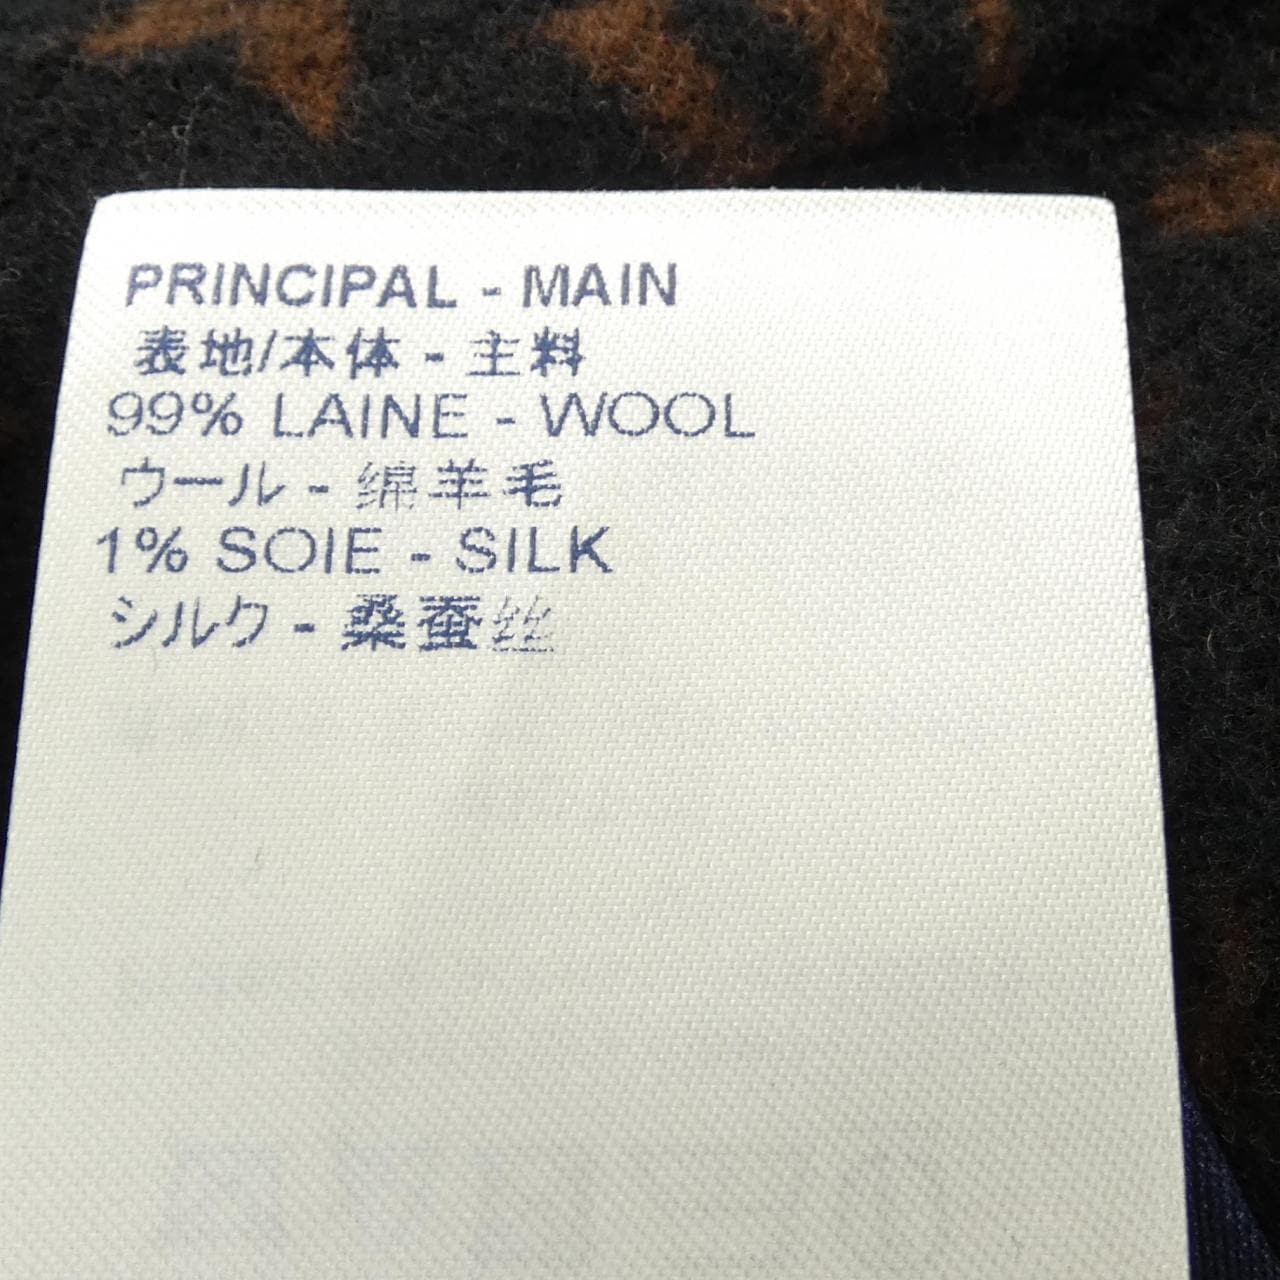 PRINCIPAL - MAIN
表地/本体 - 主料
99% LAINE - WOOL
ウール - 绵羊毛
1% SOIE - SILK
シルク - 桑蚕丝